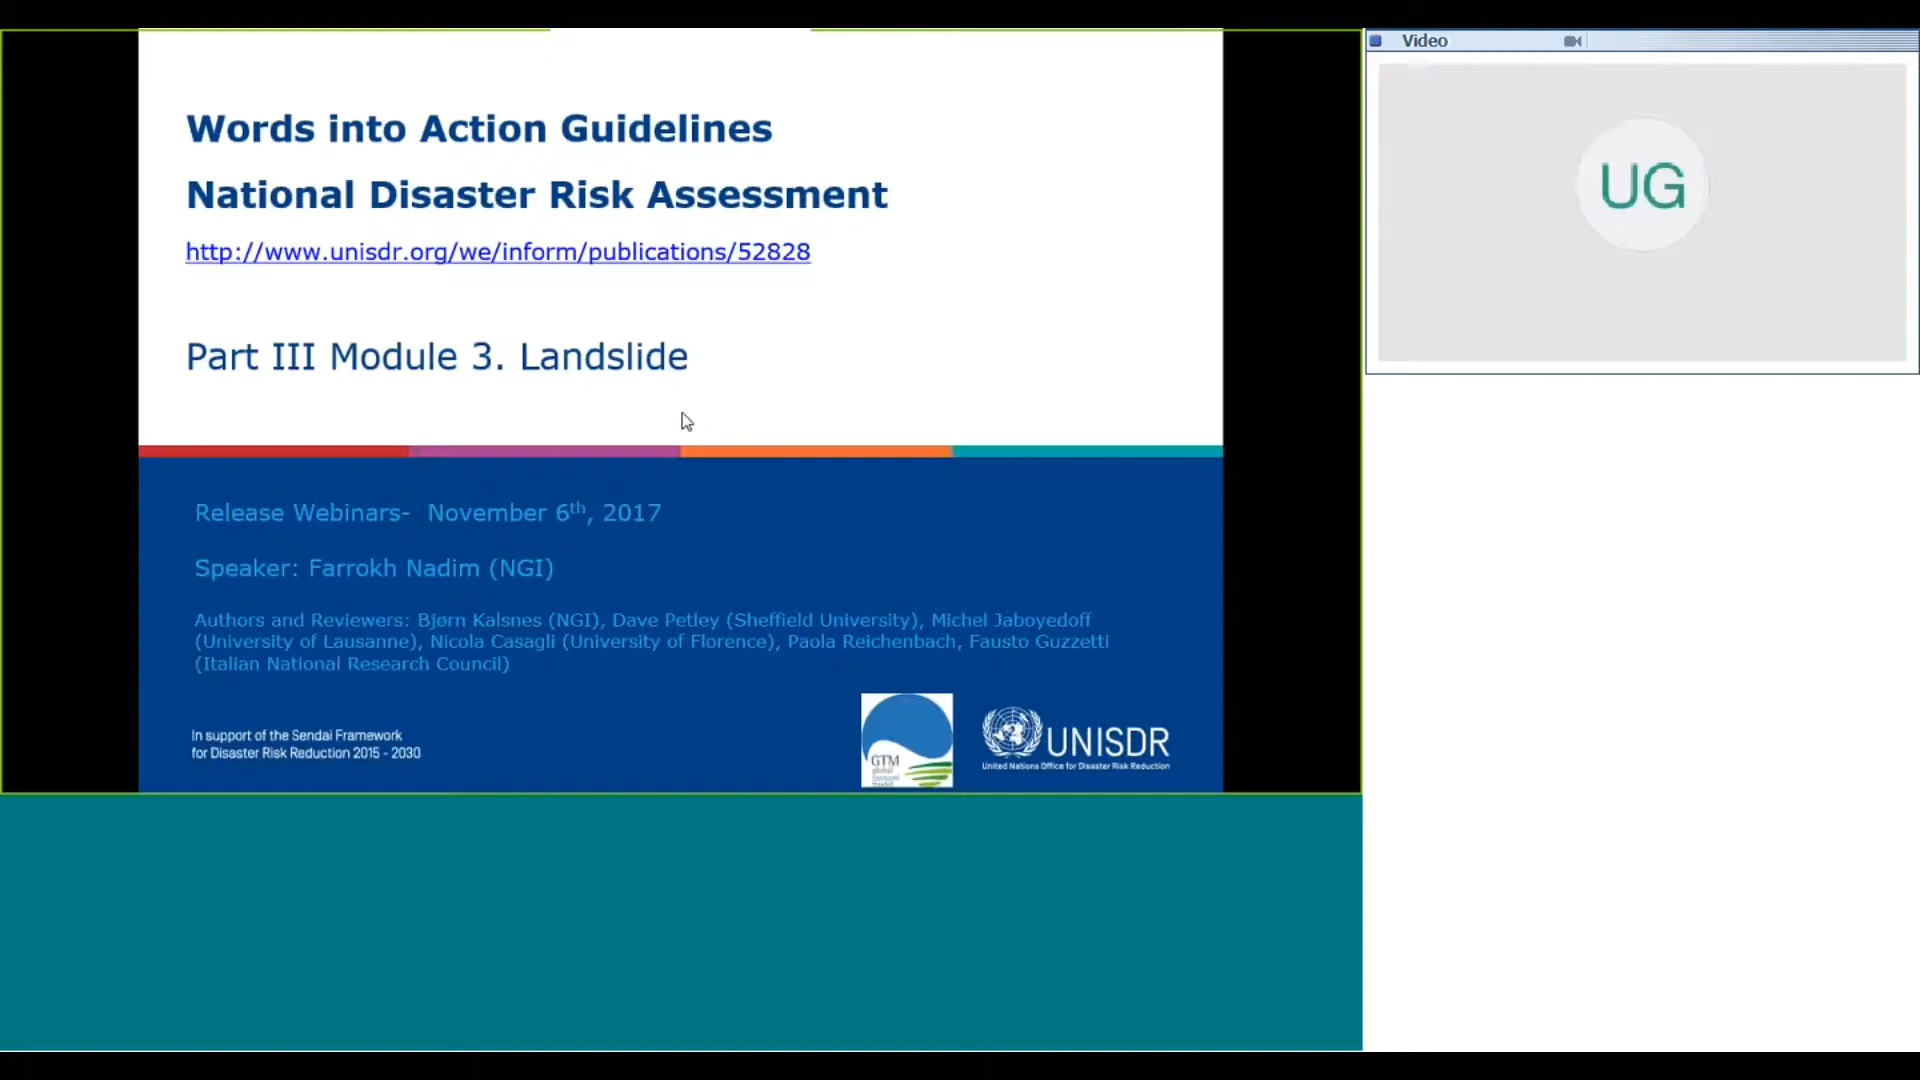 Words into Action Guidelines
National Disaster Risk Assessment
http://www.unisdr.org/we/inform/publications/52828
Part III Module 3. Landslide
Release Webinars- November 6th, 2017
Speaker: Farrokh Nadim (NGI)
Authors and Reviewers: Bjørn Kalsnes (NGI), Dave Petley (Sheffield University), Michel Jaboyedoff
(University of Lausanne), Nicola Casagli (University of Florence), Paola Reichenbach, Fausto Guzzetti
(Italian National Research Council)
In support of the Sendai Framework
for Disaster Risk Reduction 2015 - 2030
GTM
UNISDR
United Nations Office for Disaster Risk Reduction
Video
UG